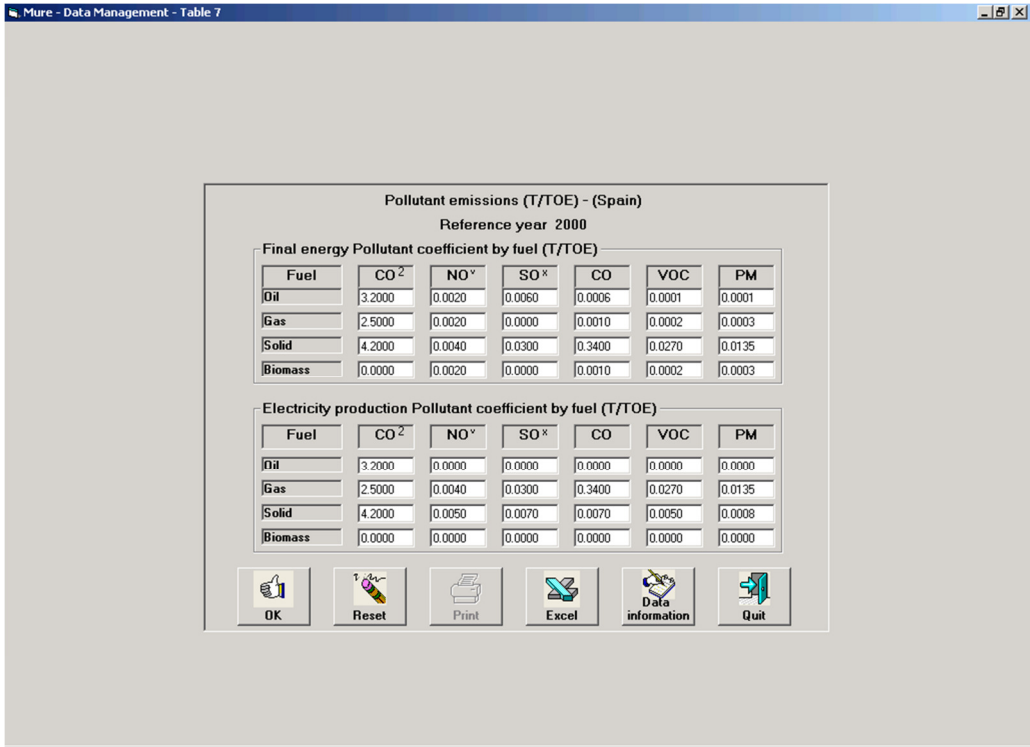 Mure - Data Management - Table 7
Pollutant emissions (T/TOE) - (Spain)
Reference year 2000
Final energy Pollutant coefficient by fuel (T/TOE)
Fuel CO² NOᵛ SOˣ CO VOC PM
Oil 3.2000 0.0020 0.0060 0.0006 0.0001 0.0001
Gas 2.5000 0.0020 0.0000 0.0010 0.0002 0.0003
Solid 4.2000 0.0040 0.0300 0.3400 0.0270 0.0135
Biomass 0.0000 0.0020 0.0000 0.0010 0.0002 0.0003
Electricity production Pollutant coefficient by fuel (T/TOE)
Fuel CO² NOᵛ SOˣ CO VOC PM
Oil 3.2000 0.0000 0.0000 0.0000 0.0000 0.0000
Gas 2.5000 0.0040 0.0300 0.3400 0.0270 0.0135
Solid 4.2000 0.0050 0.0070 0.0070 0.0050 0.0008
Biomass 0.0000 0.0000 0.0000 0.0000 0.0000 0.0000
OK Reset Print Excel Data information Quit